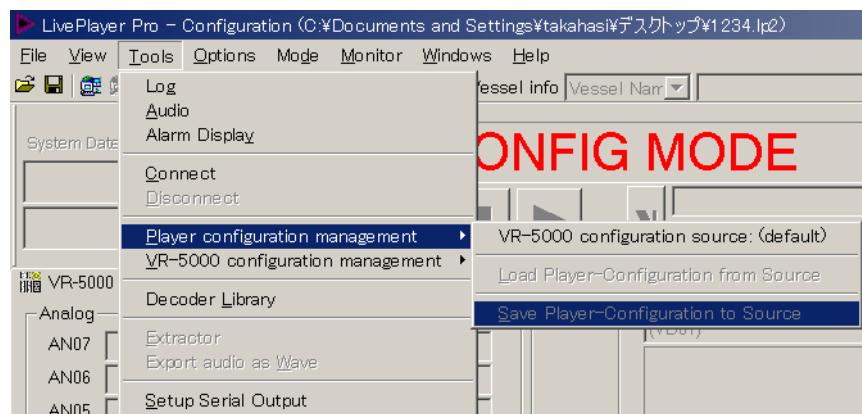 LivePlayer Pro - Configuration (C:¥Documents and Settings¥takahasi¥デスクトップ¥1234.lp2)
File View Tools Options Mode Monitor Windows Help
Vessel info Vessel Nam
Log
Audio
Alarm Display
System Date
CONFIG MODE
Connect
Disconnect
Player configuration management
VR-5000 configuration source: (default)
VR-5000 configuration management
Load Player-Configuration from Source
VR-5000
Decoder Library
Save Player-Configuration to Source
Analog
(VD01)
AN07
Extractor
Export audio as Wave
AN06
Setup Serial Output
AN05